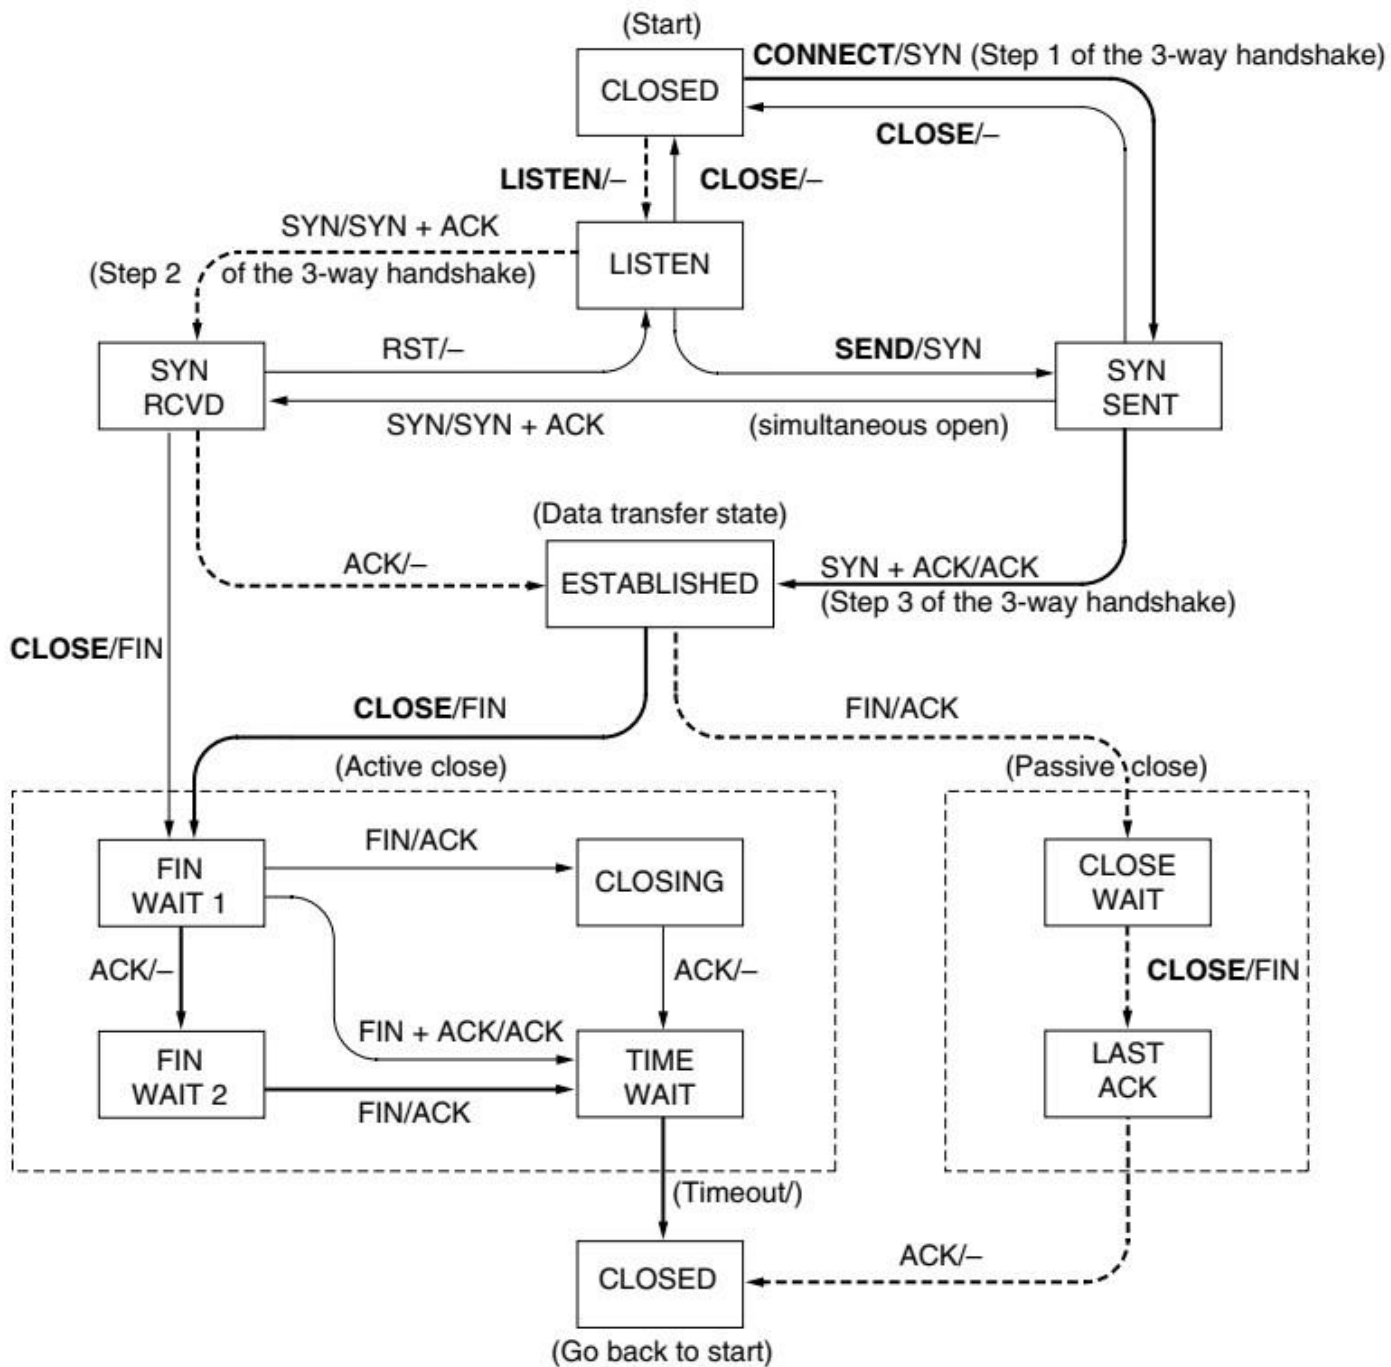 (Start)
CLOSED
CONNECT/SYN (Step 1 of the 3-way handshake)
CLOSE/–
LISTEN/–
CLOSE/–
SYN/SYN + ACK
(Step 2 of the 3-way handshake)
LISTEN
RST/–
SEND/SYN
SYN
RCVD
SYN
SENT
SYN/SYN + ACK
(simultaneous open)
(Data transfer state)
ESTABLISHED
ACK/–
SYN + ACK/ACK
(Step 3 of the 3-way handshake)
CLOSE/FIN
CLOSE/FIN
FIN/ACK
(Active close)
(Passive close)
FIN
WAIT 1
FIN/ACK
CLOSING
CLOSE
WAIT
ACK/–
ACK/–
CLOSE/FIN
FIN + ACK/ACK
FIN
WAIT 2
FIN/ACK
TIME
WAIT
LAST
ACK
(Timeout/)
ACK/–
CLOSED
(Go back to start)